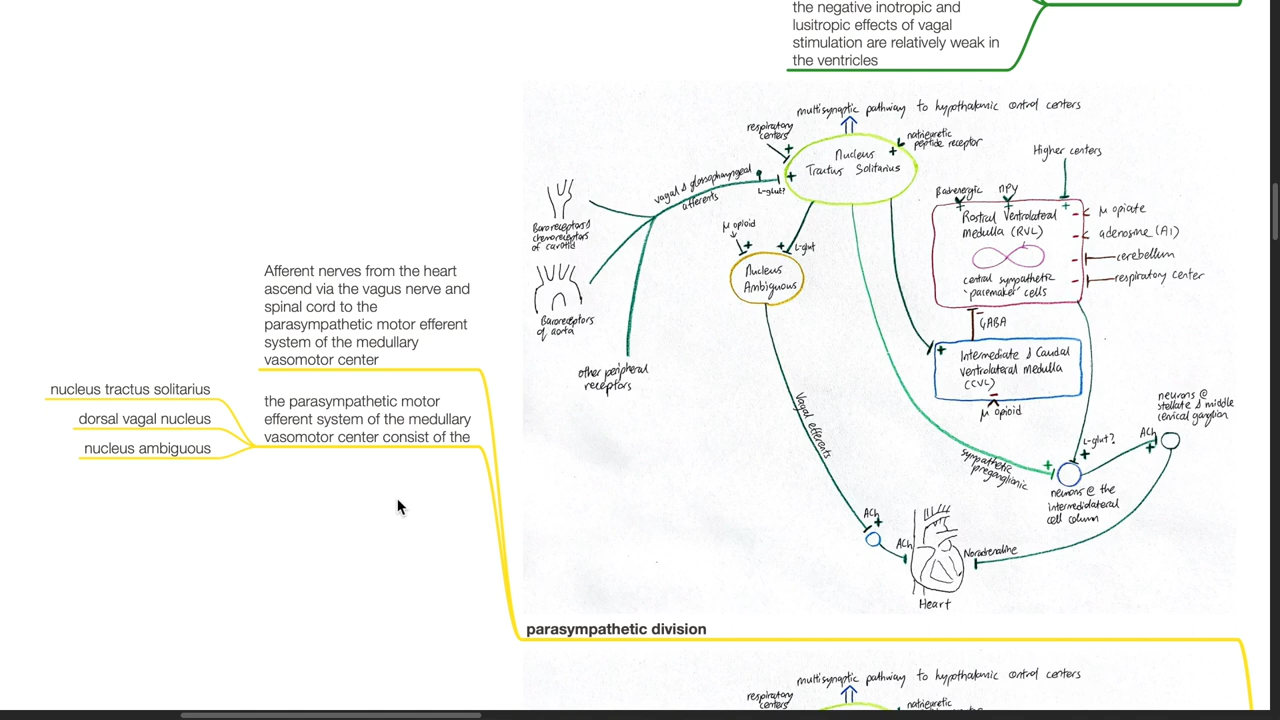 the negative inotropic and
lusitropic effects of vagal
stimulation are relatively weak in
the ventricles
multisynaptic pathway to hypothalamic control centers
respiratory
centers
+
natriuretic
peptide receptor
+
Nucleus
Tractus Solitarius
+
L-glut?
vagal & glossopharyngeal
afferents
Baroreceptors &
chemoreceptors
of carotid
Baroreceptors
of aorta
other peripheral
receptors
μ opioid
+
+
L-glut
Nucleus
Ambiguous
Higher centers
+
npy
+
+
Rostral Ventrolateral
Medulla (RVL)
central sympathetic
'pacemaker' cells
- μ opiate
- adenosine (A1)
- cerebellum
- respiratory center
-
GABA
+
Intermediate & Caudal
Ventrolateral medulla
(CVL)
-
μ opioid
Vagal efferents
sympathetic
preganglionic
+
L-glut?
+
neurons @ the
intermediolateral
cell column
ACh
+
neurons @
stellate & middle
cervical ganglion
ACh
+
ACh
Noradrenaline
Heart
Afferent nerves from the heart
ascend via the vagus nerve and
spinal cord to the
parasympathetic motor efferent
system of the medullary
vasomotor center
the parasympathetic motor
efferent system of the medullary
vasomotor center consist of the
nucleus tractus solitarius
dorsal vagal nucleus
nucleus ambiguous
parasympathetic division
multisynaptic pathway to hypothalamic control centers
respiratory
centers
natriuretic